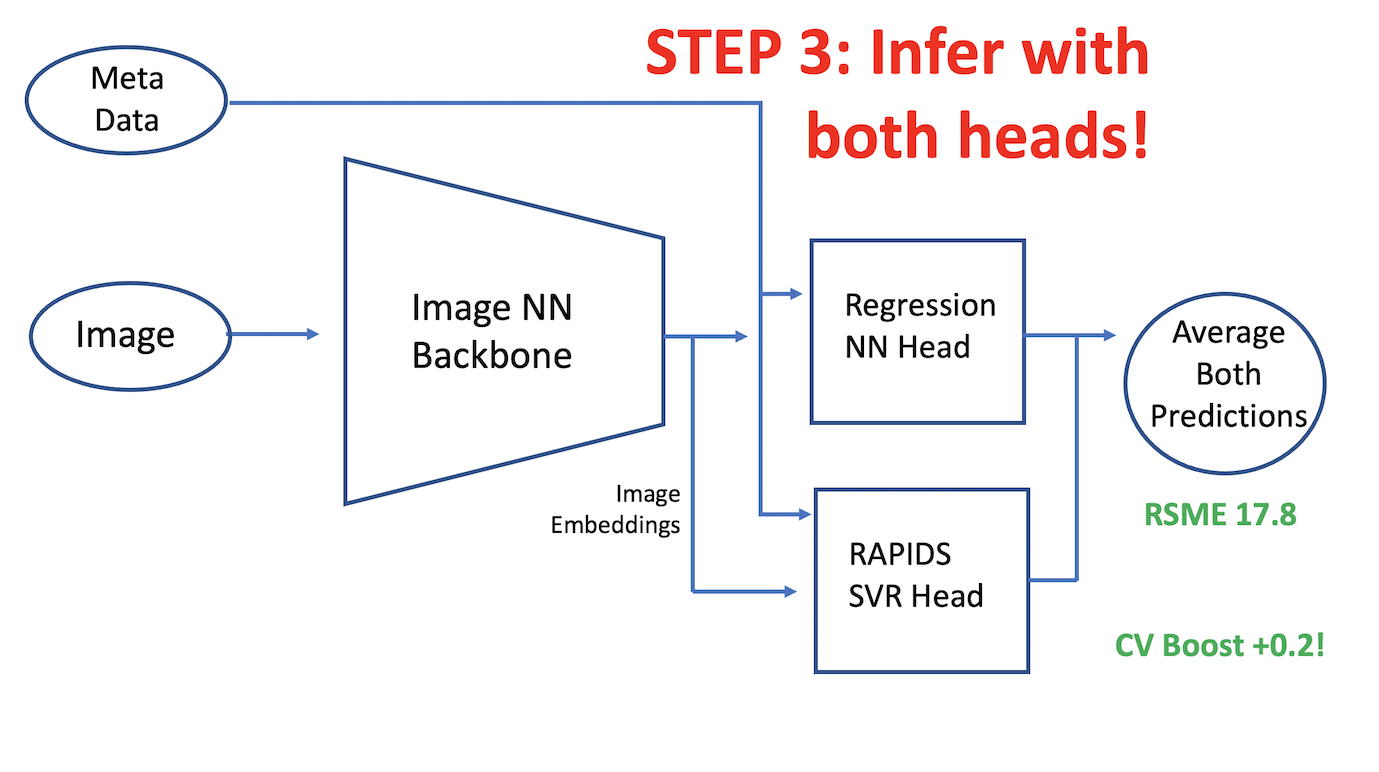 STEP 3: Infer with
both heads!
Meta
Data
Image
Image NN
Backbone
Image
Embeddings
Regression
NN Head
RAPIDS
SVR Head
Average
Both
Predictions
RSME 17.8
CV Boost +0.2!